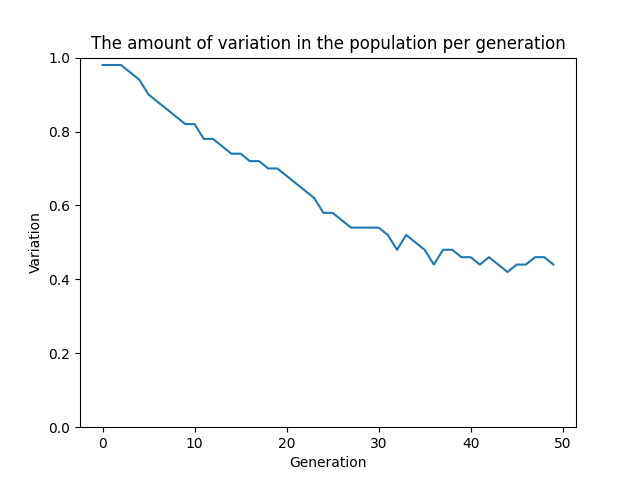 The amount of variation in the population per generation
1.0
0.8
0.6
0.4
0.2
0.0
Variation
0 10 20 30 40 50
Generation